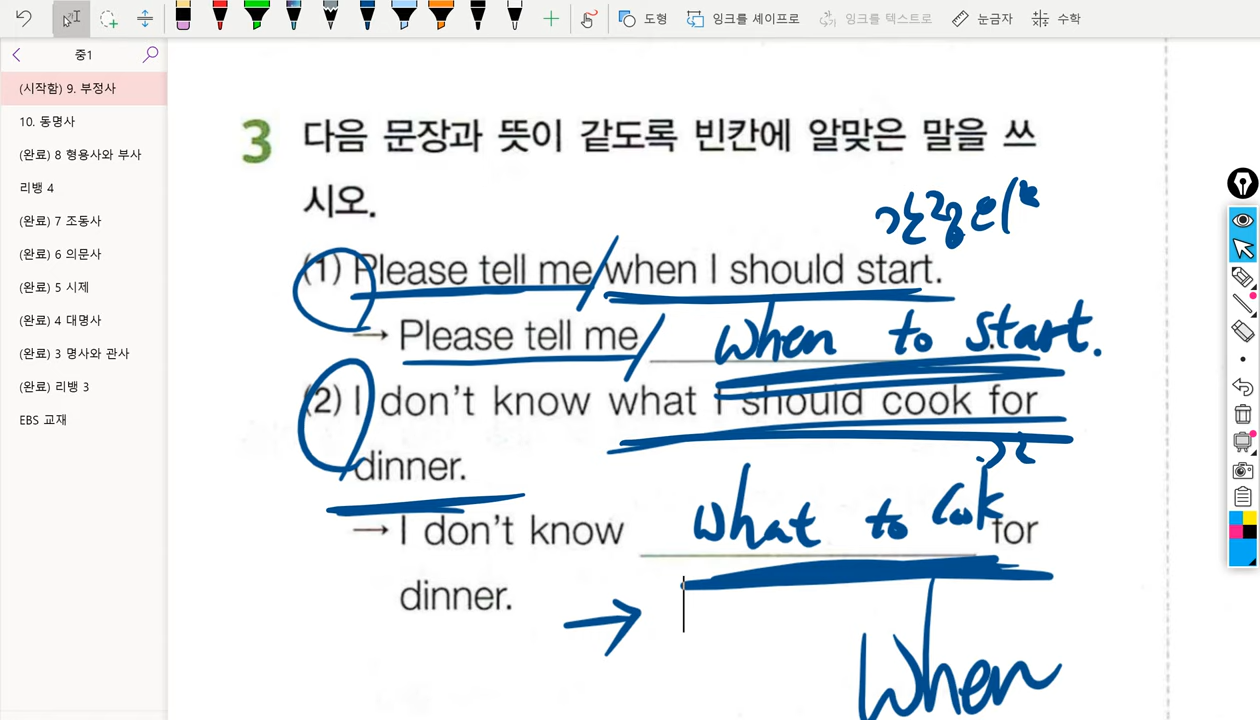 도형
잉크를 셰이프로
잉크를 텍스트로
눈금자
수학
중1
(시작함) 9. 부정사
10. 동명사
(완료) 8 형용사와 부사
리뱅 4
(완료) 7 조동사
(완료) 6 의문사
(완료) 5 시제
(완료) 4 대명사
(완료) 3 명사와 관사
(완료) 리뱅 3
EBS 교재
3 다음 문장과 뜻이 같도록 빈칸에 알맞은 말을 쓰
시오.
(1) Please tell me when I should start.
→ Please tell me when to start.
(2) I don't know what I should cook for
dinner.
→ I don't know what to cook for
dinner.
→
When